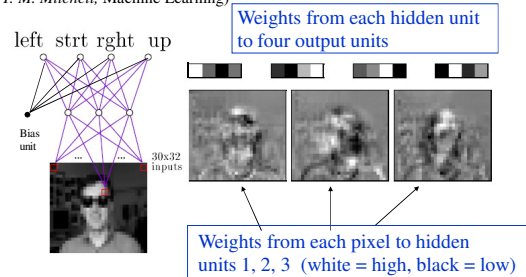 T. M. Mitchell, Machine Learning)
Weights from each hidden unit
to four output units
left strt rght up
Bias
unit
... ...
30x32
inputs
Weights from each pixel to hidden
units 1, 2, 3 (white = high, black = low)